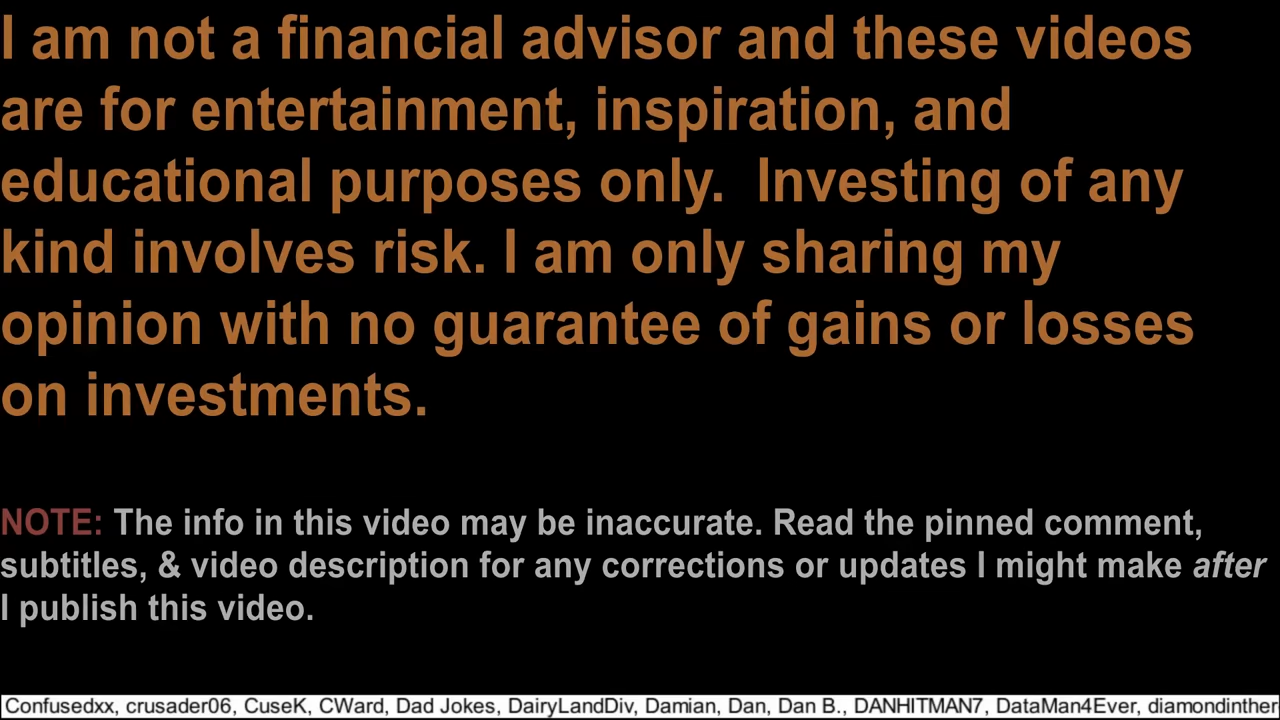 I am not a financial advisor and these videos
are for entertainment, inspiration, and
educational purposes only.  Investing of any
kind involves risk. I am only sharing my
opinion with no guarantee of gains or losses
on investments.
NOTE: The info in this video may be inaccurate. Read the pinned comment,
subtitles, & video description for any corrections or updates I might make after
I publish this video.
Confusedxx, crusader06, CuseK, CWard, Dad Jokes, DairyLandDiv, Damian, Dan, Dan B., DANHITMAN7, DataMan4Ever, diamondinther